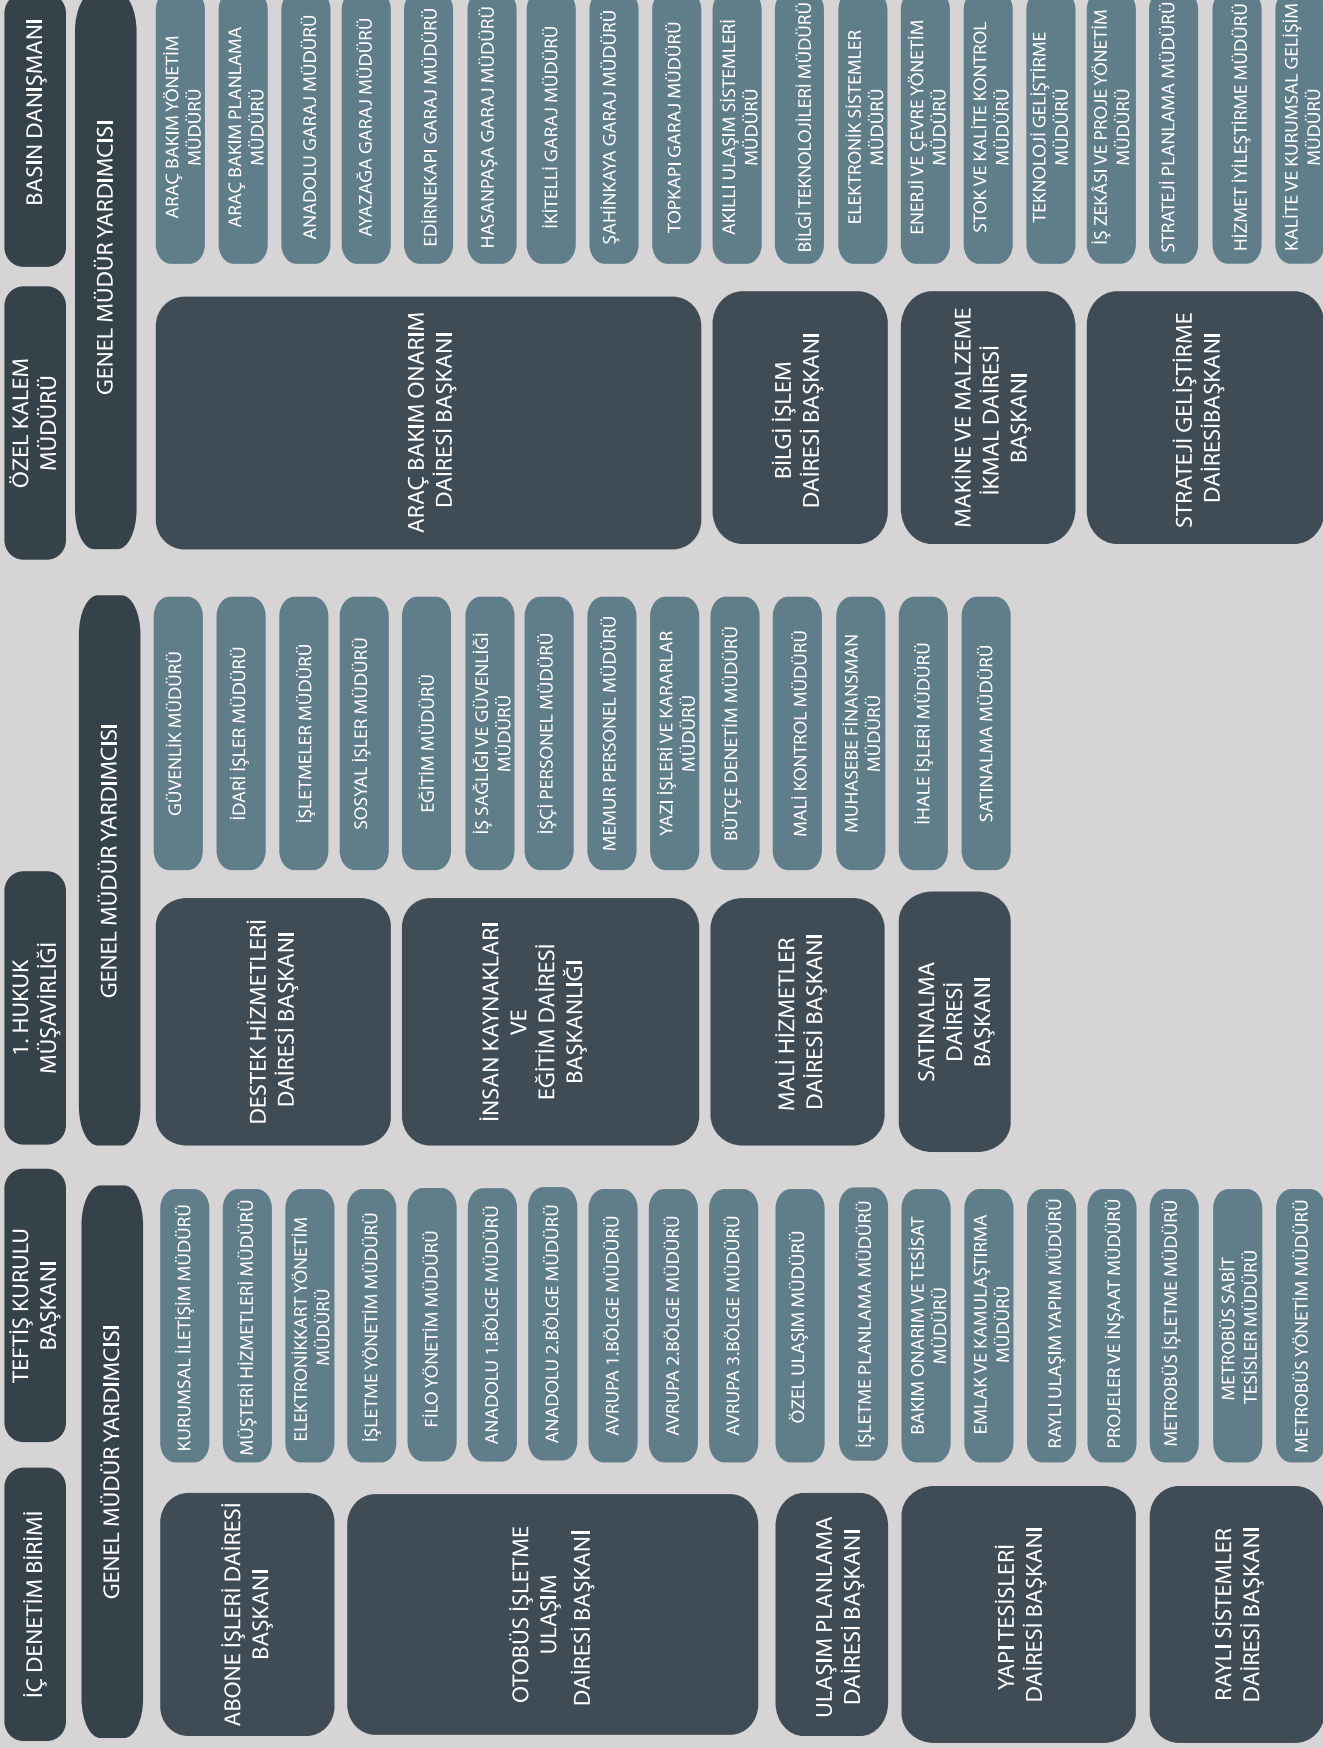 İÇ DENETİM BİRİMİ
TEFTİŞ KURULU
BAŞKANI
1. HUKUK
MÜŞAVİRLİĞİ
ÖZEL KALEM
MÜDÜRÜ
BASIN DANIŞMANI
GENEL MÜDÜR YARDIMCISI
ABONE İŞLERİ DAİRESİ
BAŞKANI
KURUMSAL İLETİŞİM MÜDÜRÜ
MÜŞTERİ HİZMETLERİ MÜDÜRÜ
ELEKTRONİKKART YÖNETİM
MÜDÜRÜ
OTOBÜS İŞLETME
ULAŞIM
DAİRESİ BAŞKANI
İŞLETME YÖNETİM MÜDÜRÜ
FİLO YÖNETİM MÜDÜRÜ
ANADOLU 1.BÖLGE MÜDÜRÜ
ANADOLU 2.BÖLGE MÜDÜRÜ
AVRUPA 1.BÖLGE MÜDÜRÜ
AVRUPA 2.BÖLGE MÜDÜRÜ
AVRUPA 3.BÖLGE MÜDÜRÜ
ULAŞIM PLANLAMA
DAİRESİ BAŞKANI
ÖZEL ULAŞIM MÜDÜRÜ
İŞLETME PLANLAMA MÜDÜRÜ
YAPI TESİSLERİ
DAİRESİ BAŞKANI
BAKIM ONARIM VE TESİSAT
MÜDÜRÜ
EMLAK VE KAMULAŞTIRMA
MÜDÜRÜ
RAYLI ULAŞIM YAPIM MÜDÜRÜ
PROJELER VE İNŞAAT MÜDÜRÜ
RAYLI SİSTEMLER
DAİRESİ BAŞKANI
METROBÜS İŞLETME MÜDÜRÜ
METROBÜS SABİT
TESİSLER MÜDÜRÜ
METROBÜS YÖNETİM MÜDÜRÜ
GENEL MÜDÜR YARDIMCISI
DESTEK HİZMETLERİ
DAİRESİ BAŞKANI
GÜVENLİK MÜDÜRÜ
İDARİ İŞLER MÜDÜRÜ
İŞLETMELER MÜDÜRÜ
SOSYAL İŞLER MÜDÜRÜ
İNSAN KAYNAKLARI
VE
EĞİTİM DAİRESİ
BAŞKANLIĞI
EĞİTİM MÜDÜRÜ
İŞ SAĞLIĞI VE GÜVENLİĞİ
MÜDÜRÜ
İŞÇİ PERSONEL MÜDÜRÜ
MEMUR PERSONEL MÜDÜRÜ
YAZI İŞLERİ VE KARARLAR
MÜDÜRÜ
MALİ HİZMETLER
DAİRESİ BAŞKANI
BÜTÇE DENETİM MÜDÜRÜ
MALİ KONTROL MÜDÜRÜ
MUHASEBE FİNANSMAN
MÜDÜRÜ
SATINALMA
DAİRESİ
BAŞKANI
İHALE İŞLERİ MÜDÜRÜ
SATINALMA MÜDÜRÜ
GENEL MÜDÜR YARDIMCISI
ARAÇ BAKIM ONARIM
DAİRESİ BAŞKANI
ARAÇ BAKIM YÖNETİM
MÜDÜRÜ
ARAÇ BAKIM PLANLAMA
MÜDÜRÜ
ANADOLU GARAJ MÜDÜRÜ
AYAZAĞA GARAJ MÜDÜRÜ
EDİRNEKAPI GARAJ MÜDÜRÜ
HASANPAŞA GARAJ MÜDÜRÜ
İKİTELLİ GARAJ MÜDÜRÜ
ŞAHİNKAYA GARAJ MÜDÜRÜ
TOPKAPI GARAJ MÜDÜRÜ
BİLGİ İŞLEM
DAİRESİ BAŞKANI
AKILLI ULAŞIM SİSTEMLERİ
MÜDÜRÜ
BİLGİ TEKNOLOJİLERİ MÜDÜRÜ
ELEKTRONİK SİSTEMLER
MÜDÜRÜ
MAKİNE VE MALZEME
İKMAL DAİRESİ
BAŞKANI
ENERJİ VE ÇEVRE YÖNETİM
MÜDÜRÜ
STOK VE KALİTE KONTROL
MÜDÜRÜ
TEKNOLOJİ GELİŞTİRME
MÜDÜRÜ
STRATEJİ GELİŞTİRME
DAİRESİBAŞKANI
İŞ ZEKÂSI VE PROJE YÖNETİM
MÜDÜRÜ
STRATEJİ PLANLAMA MÜDÜRÜ
HİZMET İYİLEŞTİRME MÜDÜRÜ
KALİTE VE KURUMSAL GELİŞİM
MÜDÜRÜ